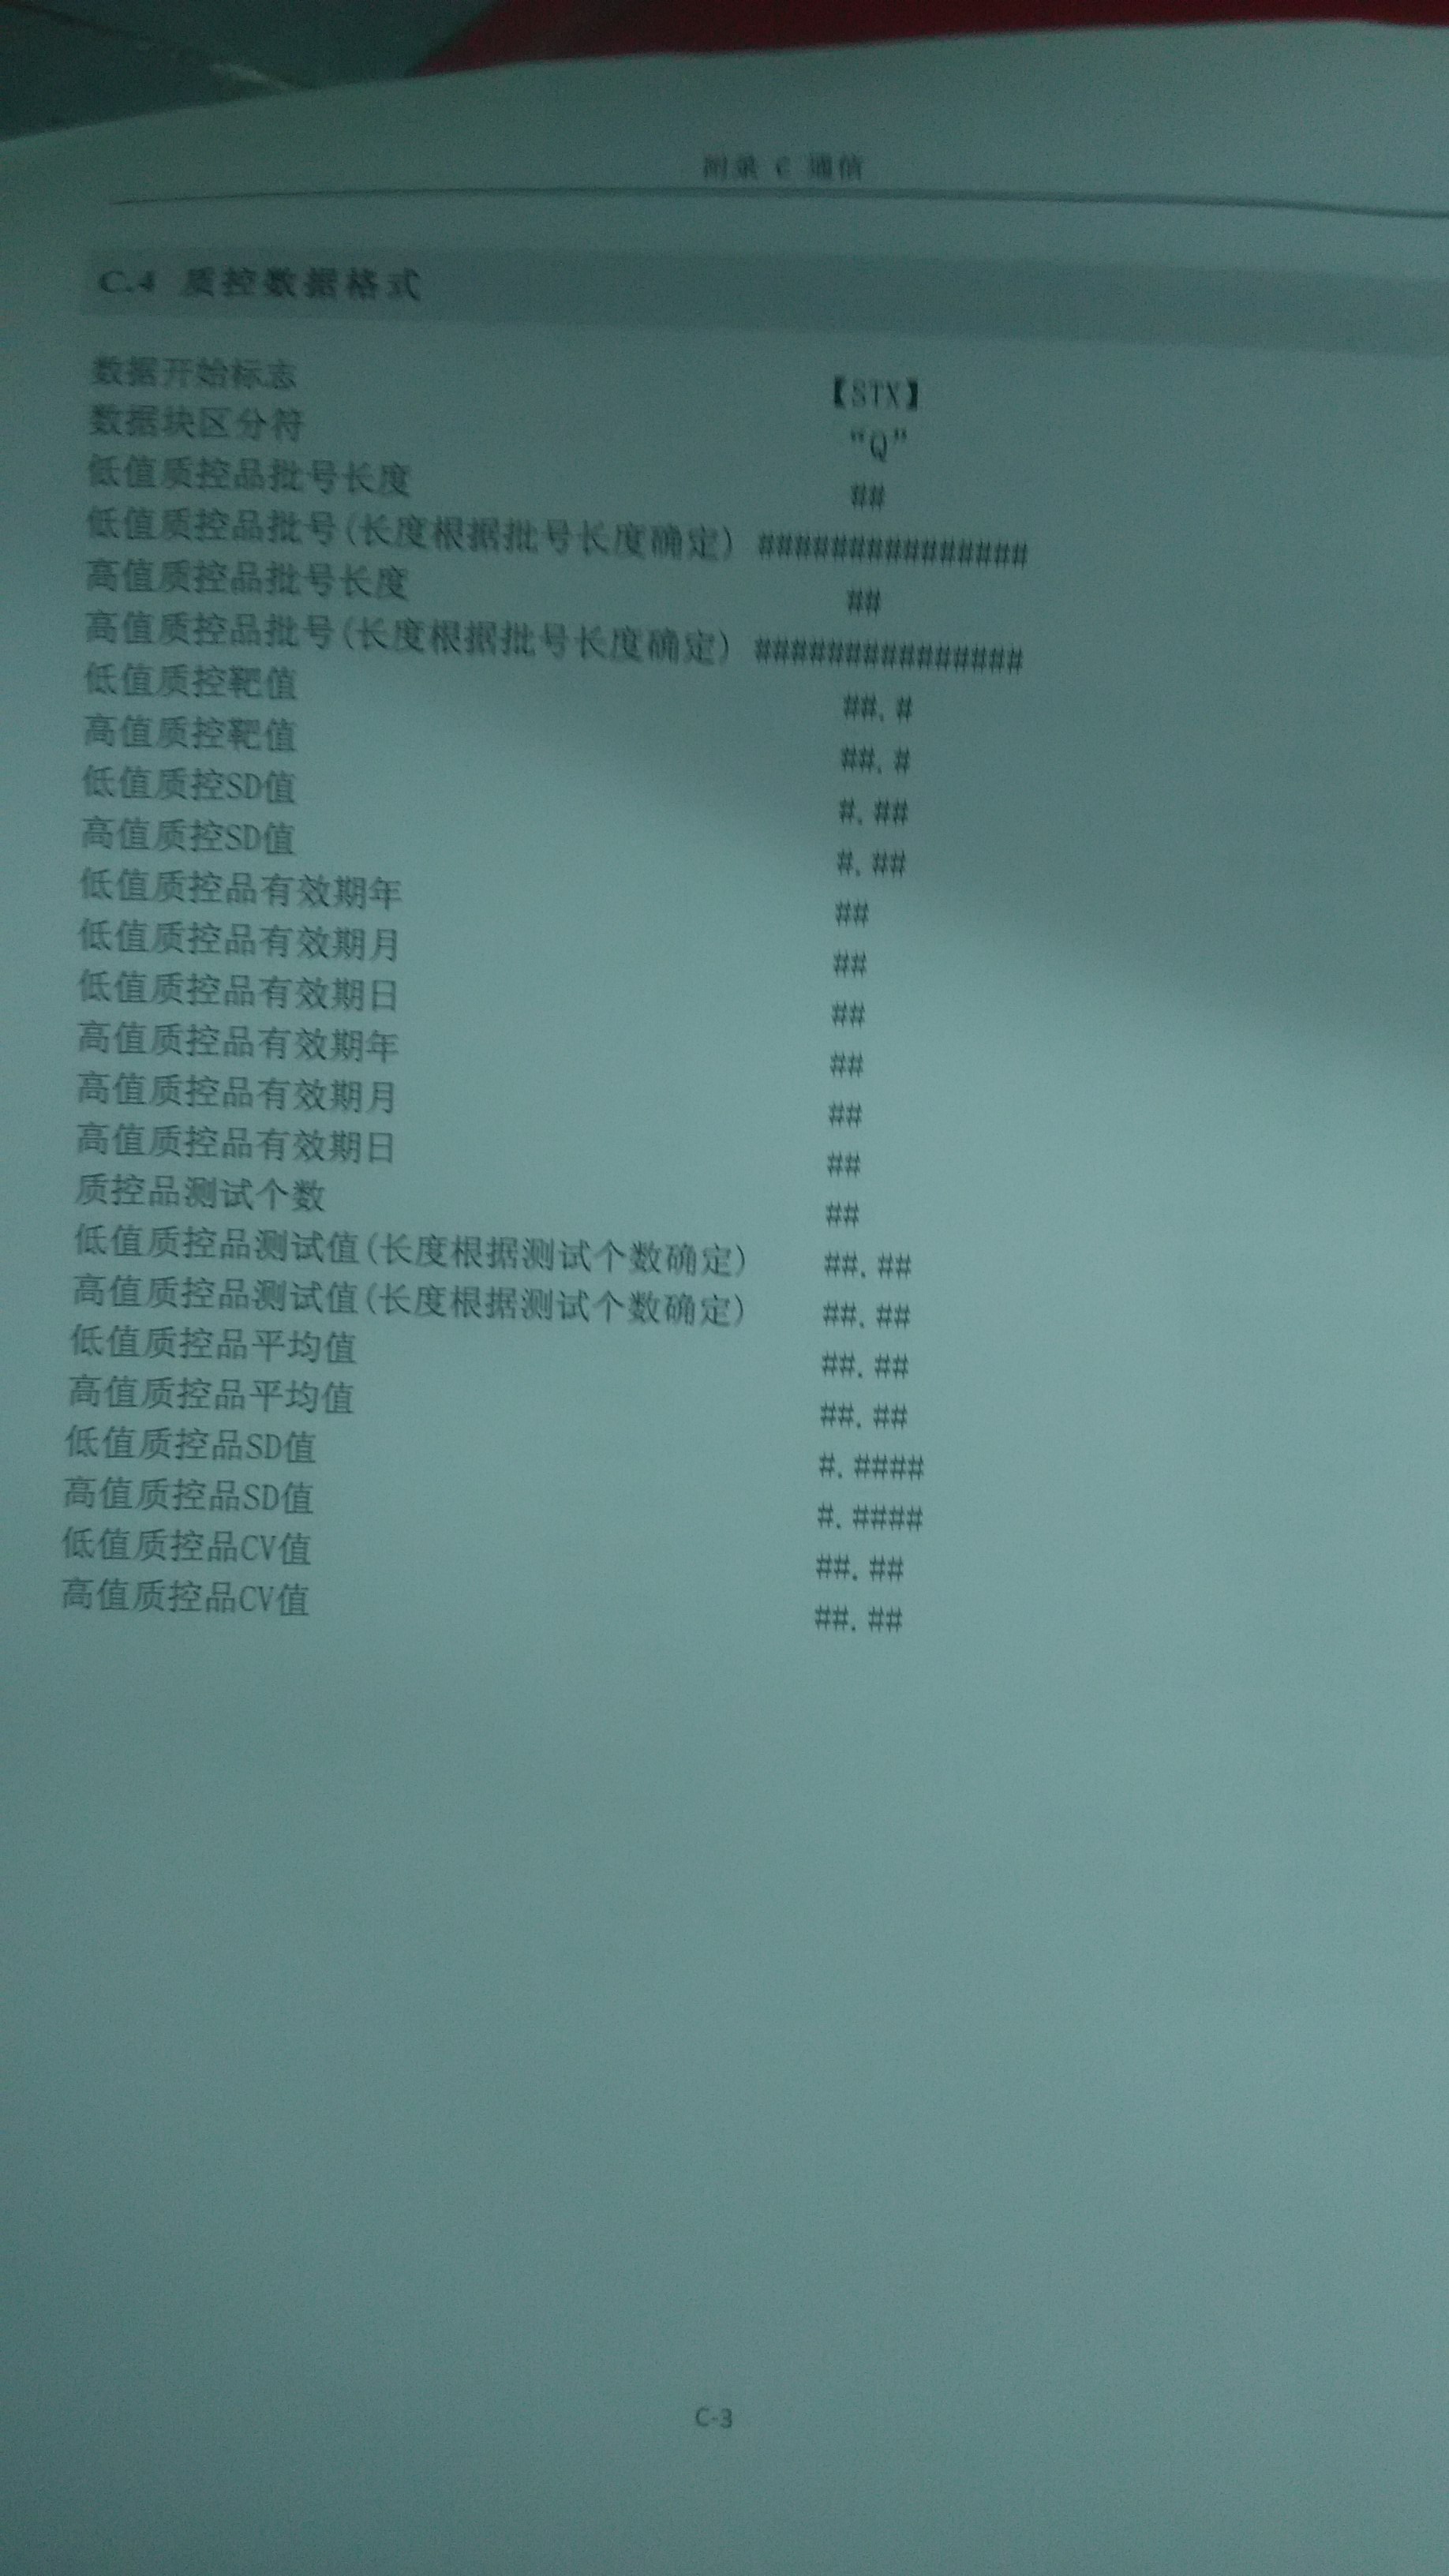 附录 C 通信
C.4 质控数据格式
数据开始标志 【STX】
数据块区分符 “Q”
低值质控品批号长度 ##
低值质控品批号(长度根据批号长度确定) ###############
高值质控品批号长度 ##
高值质控品批号(长度根据批号长度确定) ###############
低值质控靶值 ##.#
高值质控靶值 ##.#
低值质控SD值 #.##
高值质控SD值 #.##
低值质控品有效期年 ##
低值质控品有效期月 ##
低值质控品有效期日 ##
高值质控品有效期年 ##
高值质控品有效期月 ##
高值质控品有效期日 ##
质控品测试个数 ##
低值质控品测试值(长度根据测试个数确定) ##.##
高值质控品测试值(长度根据测试个数确定) ##.##
低值质控品平均值 ##.##
高值质控品平均值 ##.##
低值质控品SD值 #.####
高值质控品SD值 #.####
低值质控品CV值 ##.##
高值质控品CV值 ##.##
C-3